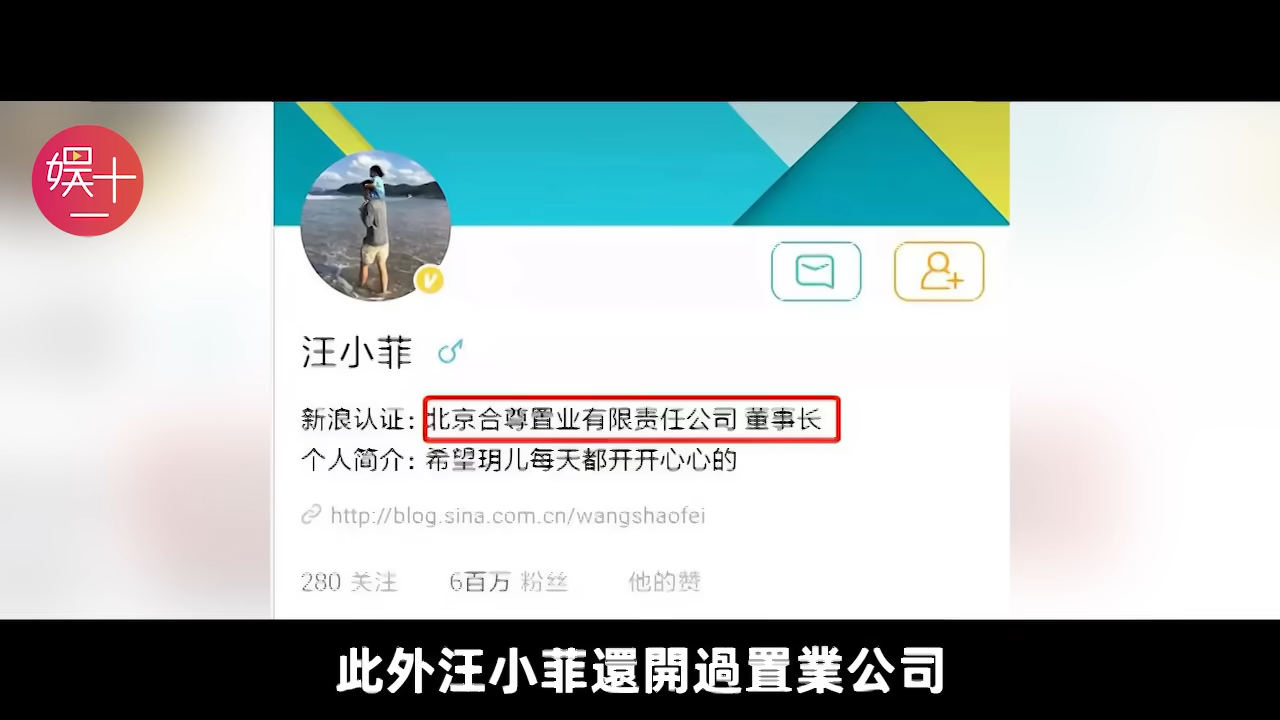 娱十一
汪小菲
新浪认证：北京合尊置业有限责任公司 董事长
个人简介：希望玥儿每天都开开心心的
http://blog.sina.com.cn/wangshaofei
280 关注 6百万 粉丝 他的赞
此外汪小菲還開過置業公司